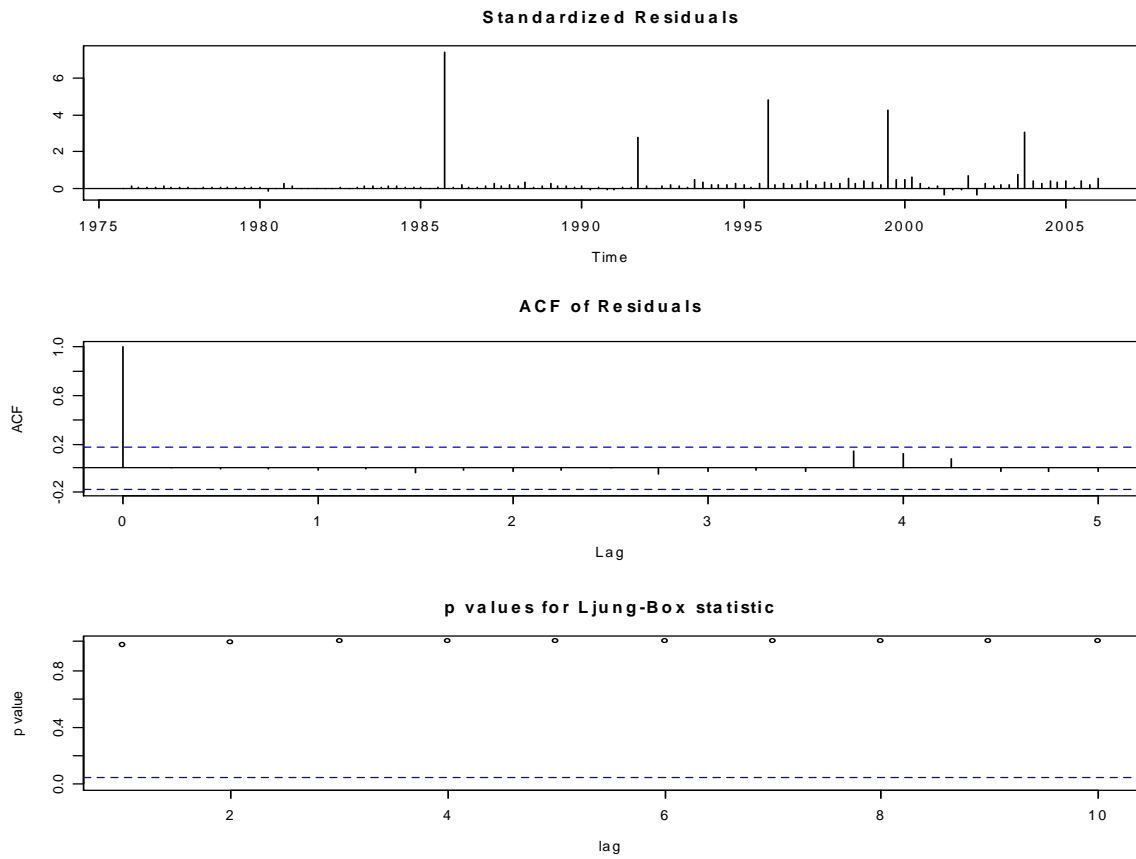 Standardized Residuals
6
4
2
0
1975 1980 1985 1990 1995 2000 2005
Time
ACF of Residuals
ACF
1.0
0.6
0.2
-0.2
0 1 2 3 4 5
Lag
p values for Ljung-Box statistic
p value
0.8
0.4
0.0
2 4 6 8 10
lag